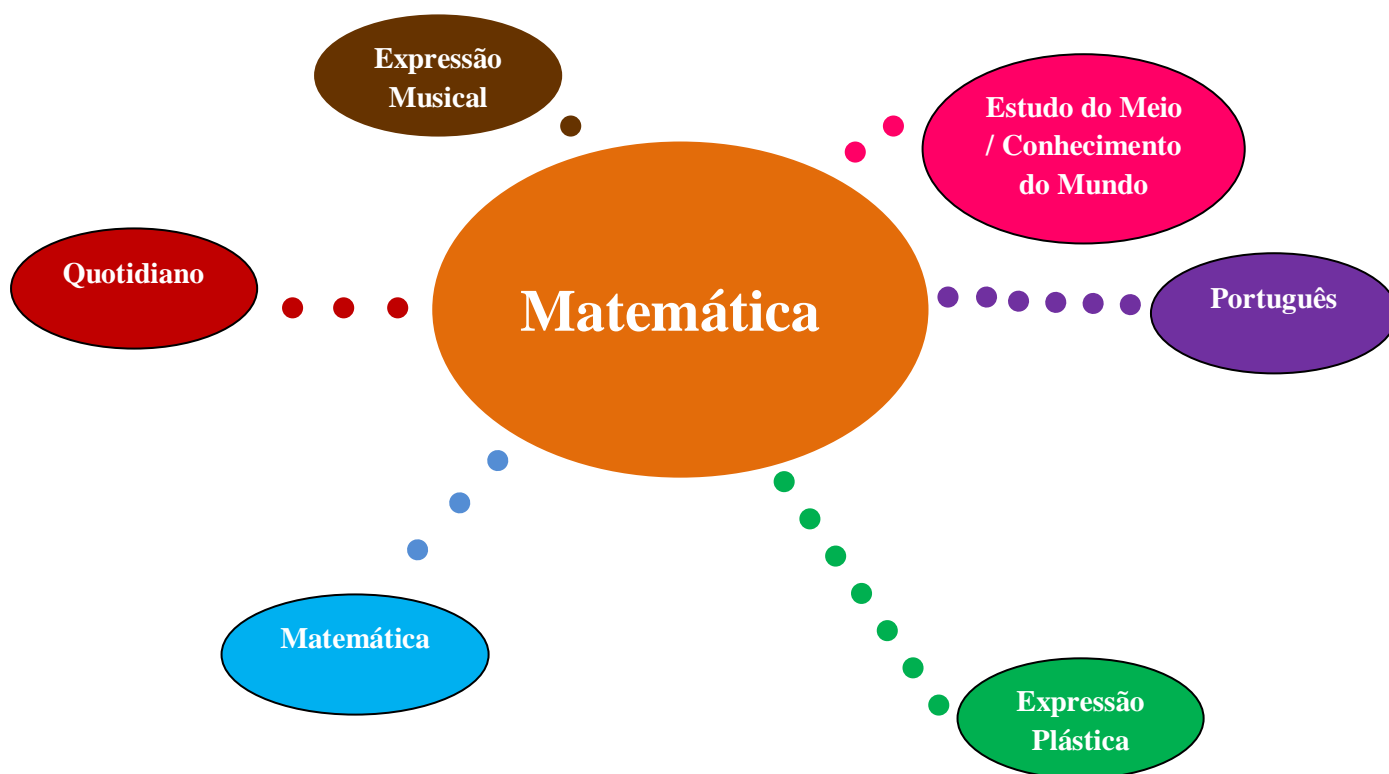 Expressão
Musical
Estudo do Meio
/ Conhecimento
do Mundo
Quotidiano
Matemática
Português
Matemática
Expressão
Plástica